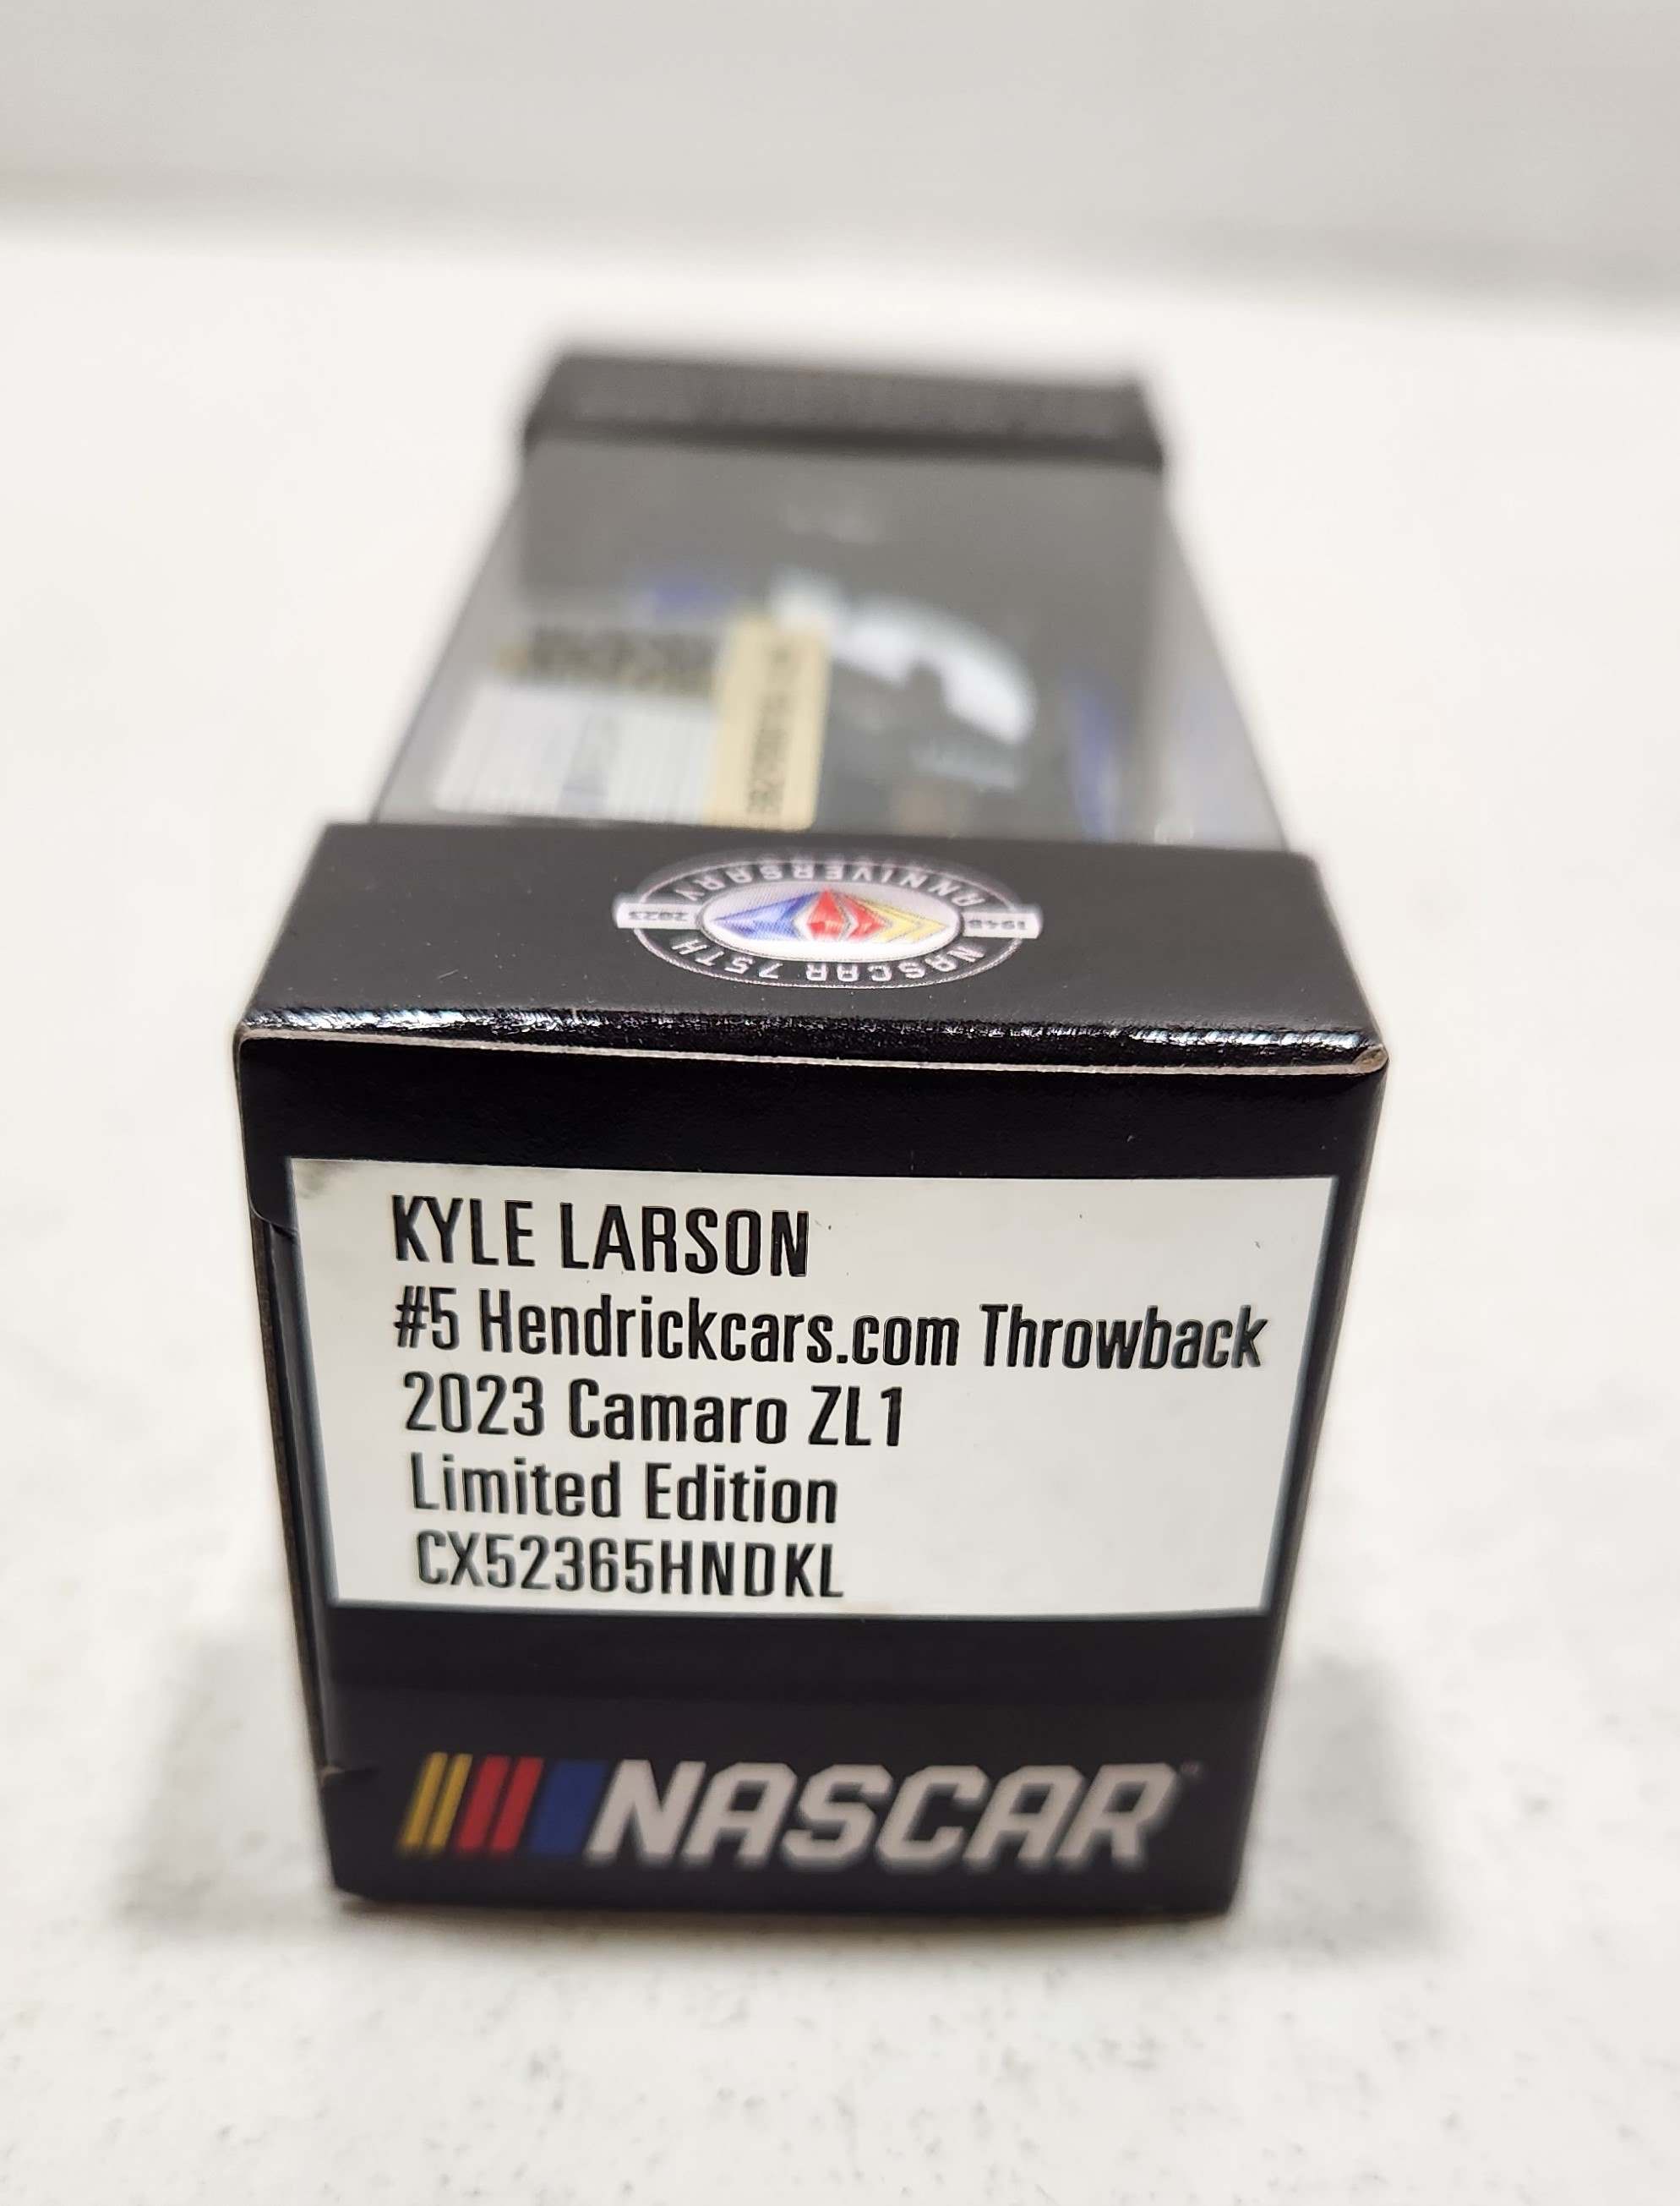 NASCAR 75TH
ANNIVERSARY
1948 2023
KYLE LARSON
#5 Hendrickcars.com Throwback
2023 Camaro ZL1
Limited Edition
CX52365HNDKL
NASCAR